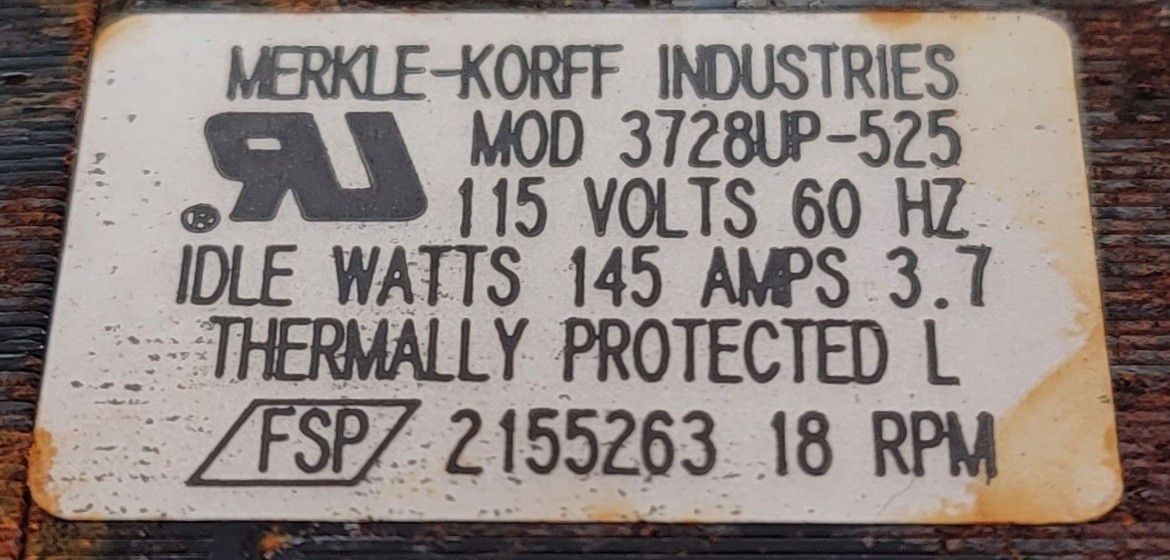 MERKLE-KORFF INDUSTRIES
MOD 3728UP-525
115 VOLTS 60 HZ
IDLE WATTS 145 AMPS 3.7
THERMALLY PROTECTED L
FSP 2155263 18 RPM